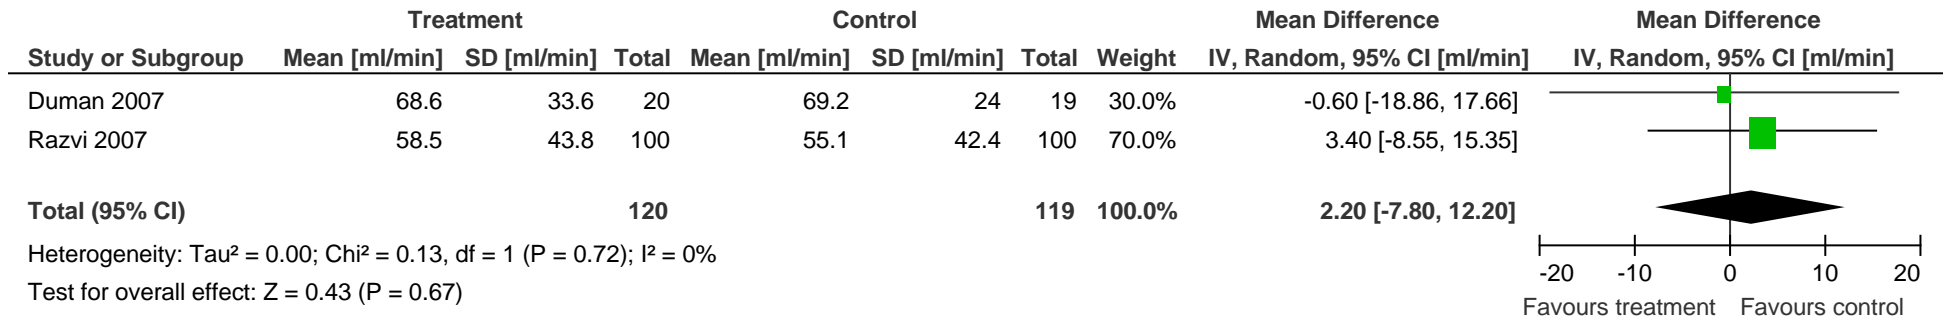 Treatment Control Mean Difference Mean Difference
Study or Subgroup Mean [ml/min] SD [ml/min] Total Mean [ml/min] SD [ml/min] Total Weight IV, Random, 95% CI [ml/min] IV, Random, 95% CI [ml/min]
Duman 2007 68.6 33.6 20 69.2 24 19 30.0% -0.60 [-18.86, 17.66]
Razvi 2007 58.5 43.8 100 55.1 42.4 100 70.0% 3.40 [-8.55, 15.35]
Total (95% CI) 120 119 100.0% 2.20 [-7.80, 12.20]
Heterogeneity: Tau² = 0.00; Chi² = 0.13, df = 1 (P = 0.72); I² = 0%
Test for overall effect: Z = 0.43 (P = 0.67)
-20 -10 0 10 20
Favours treatment Favours control